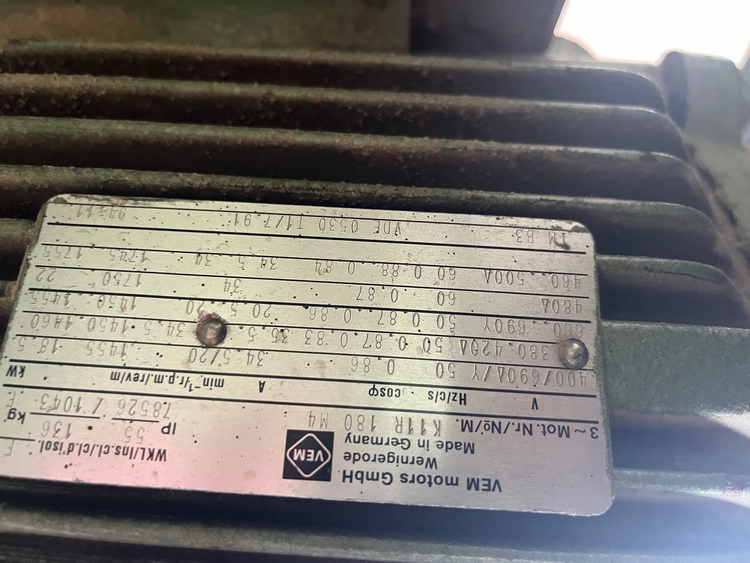 VEM motors GmbH.
Wernigerode
Made in Germany
VEM
WKL/Ins.cl./cl.d'isol. F
3~Mot.Nr./No/M. K11R 180 M4
IP 55 136 kg
78526 / 1043 E
V Hz/c/s cosφ A min⁻¹/r.p.m./rev/m kW
400/690Δ/Y 50 0.86 34.5/20 1455 18.5
380-420Δ 50 0.87-0.83 35.5-34.5 1450-1460
660-690Y 50 0.87-0.86 20.5-20 1450-1455
480Δ 60 0.87 34 1750 22
460-500Δ 60 0.88-0.84 34.5-34 1745-1755
IM B3 VDE 0530 T1/7.91 94.11